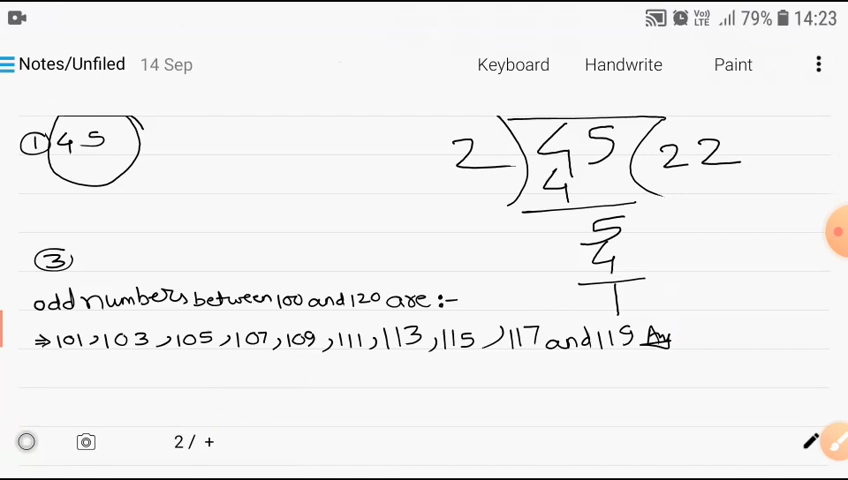 Vo) LTE 79% 14:23
Notes/Unfiled 14 Sep Keyboard Handwrite Paint
① 45
2 ) 45 ( 22
4
5
4
1
③
odd numbers between 100 and 120 are :-
⇒ 101, 103, 105, 107, 109, 111, 113, 115, 117 and 119 Ans
2 / +